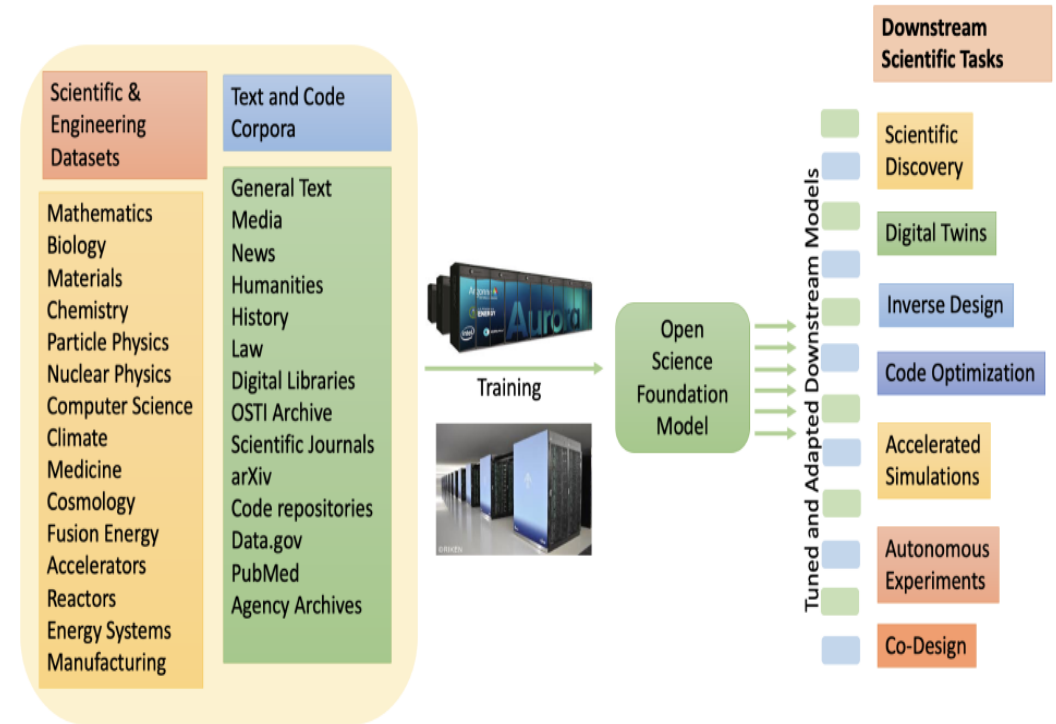 Scientific &
Engineering
Datasets
Mathematics
Biology
Materials
Chemistry
Particle Physics
Nuclear Physics
Computer Science
Climate
Medicine
Cosmology
Fusion Energy
Accelerators
Reactors
Energy Systems
Manufacturing
Text and Code
Corpora
General Text
Media
News
Humanities
History
Law
Digital Libraries
OSTI Archive
Scientific Journals
arXiv
Code repositories
Data.gov
PubMed
Agency Archives
Argonne
ENERGY
intel
Aurora
Training
©RIKEN
Open
Science
Foundation
Model
Tuned and Adapted Downstream Models
Downstream
Scientific Tasks
Scientific
Discovery
Digital Twins
Inverse Design
Code Optimization
Accelerated
Simulations
Autonomous
Experiments
Co-Design